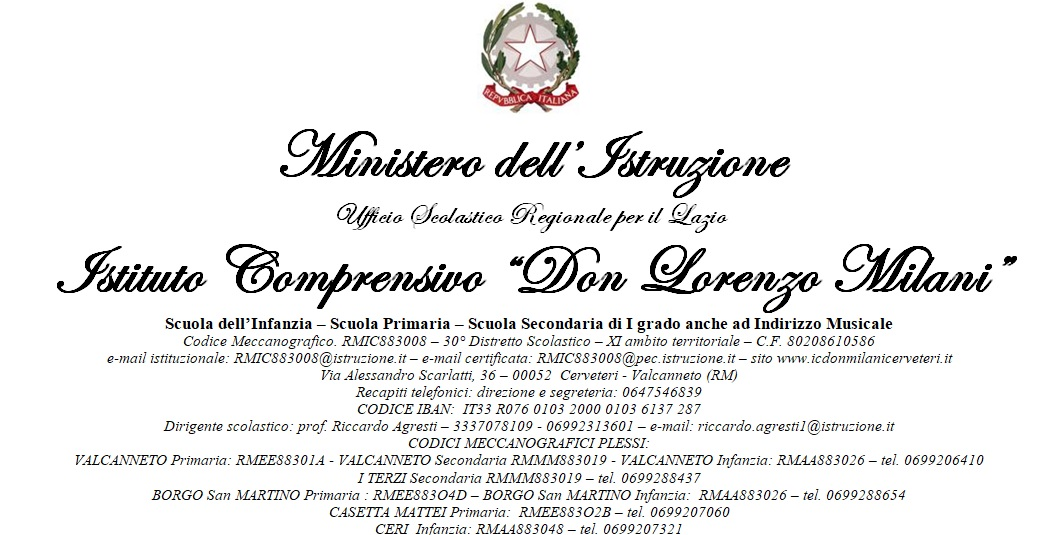 REPVBBLICA ITALIANA
Ministero dell’Istruzione
Ufficio Scolastico Regionale per il Lazio
Istituto Comprensivo “Don Lorenzo Milani”
Scuola dell’Infanzia – Scuola Primaria – Scuola Secondaria di I grado anche ad Indirizzo Musicale
Codice Meccanografico. RMIC883008 – 30° Distretto Scolastico – XI ambito territoriale – C.F. 80208610586
e-mail istituzionale: RMIC883008@istruzione.it – e-mail certificata: RMIC883008@pec.istruzione.it – sito www.icdonmilanicerveteri.it
Via Alessandro Scarlatti, 36 – 00052 Cerveteri - Valcanneto (RM)
Recapiti telefonici: direzione e segreteria: 0647546839
CODICE IBAN: IT33 R076 0103 2000 0103 6137 287
Dirigente scolastico: prof. Riccardo Agresti – 3337078109 - 06992313601 – e-mail: riccardo.agresti1@istruzione.it
CODICI MECCANOGRAFICI PLESSI:
VALCANNETO Primaria: RMEE88301A - VALCANNETO Secondaria RMMM883019 - VALCANNETO Infanzia: RMAA883026 – tel. 0699206410
I TERZI Secondaria RMMM883019 – tel. 0699288437
BORGO San MARTINO Primaria : RMEE883O4D – BORGO San MARTINO Infanzia: RMAA883026 – tel. 0699288654
CASETTA MATTEI Primaria: RMEE883O2B – tel. 0699207060
CERI Infanzia: RMAA883048 – tel. 0699207321